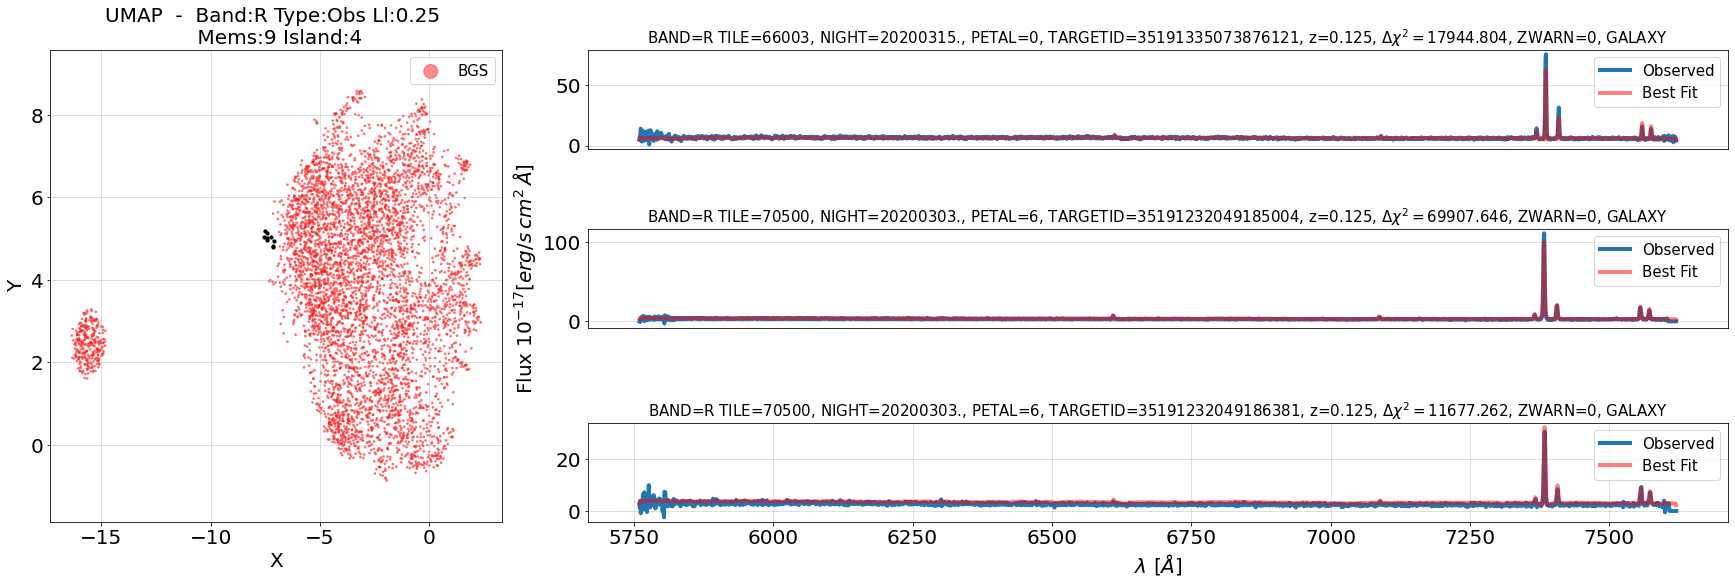 UMAP - Band:R Type:Obs Ll:0.25
Mems:9 Island:4
BGS
Y
8
6
4
2
0
−15
−10
−5
0
X
Flux 10⁻¹⁷[erg/s cm² Å]
BAND=R TILE=66003, NIGHT=20200315., PETAL=0, TARGETID=35191335073876121, z=0.125, Δχ² = 17944.804, ZWARN=0, GALAXY
50
0
Observed
Best Fit
BAND=R TILE=70500, NIGHT=20200303., PETAL=6, TARGETID=35191232049185004, z=0.125, Δχ² = 69907.646, ZWARN=0, GALAXY
100
0
Observed
Best Fit
BAND=R TILE=70500, NIGHT=20200303., PETAL=6, TARGETID=35191232049186381, z=0.125, Δχ² = 11677.262, ZWARN=0, GALAXY
20
0
Observed
Best Fit
5750
6000
6250
6500
6750
7000
7250
7500
λ [Å]